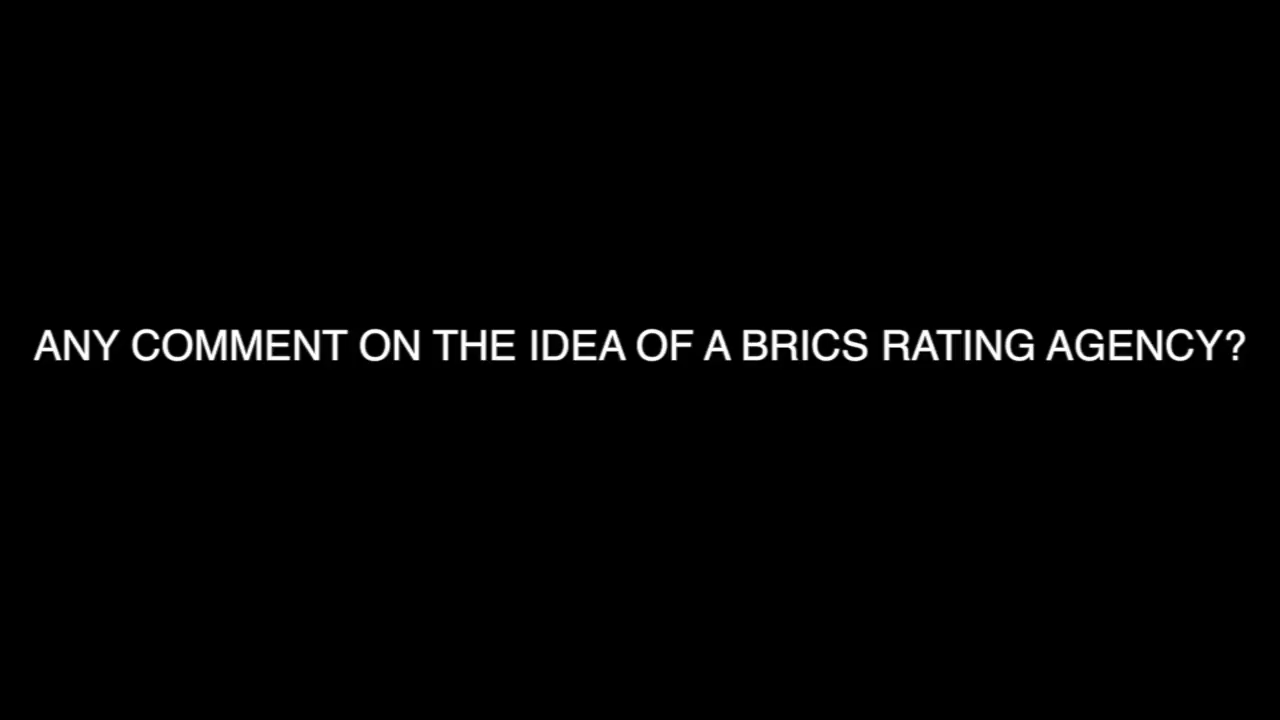 ANY COMMENT ON THE IDEA OF A BRICS RATING AGENCY?